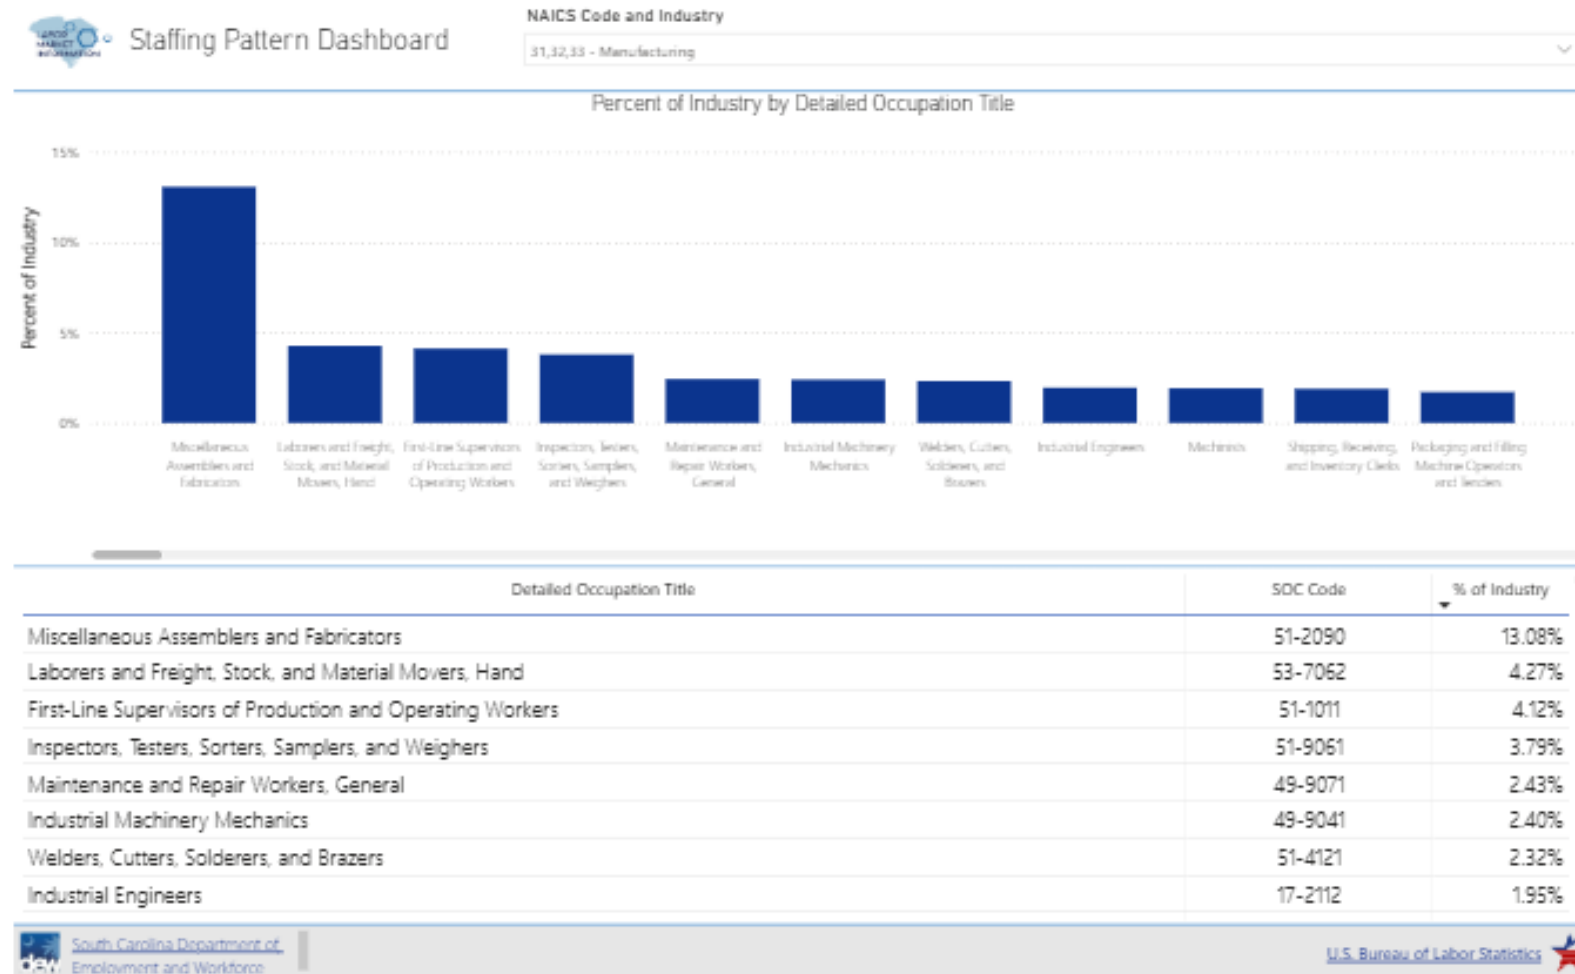 LABOR
MARKET
INFORMATION
Staffing Pattern Dashboard
NAICS Code and Industry
31,32,33 - Manufacturing
Percent of Industry by Detailed Occupation Title
Percent of Industry
15%
10%
5%
0%
Miscellaneous
Assemblers and
Fabricators
Laborers and Freight,
Stock, and Material
Movers, Hand
First-Line Supervisors
of Production and
Operating Workers
Inspectors, Testers,
Sorters, Samplers,
and Weighers
Maintenance and
Repair Workers,
General
Industrial Machinery
Mechanics
Welders, Cutters,
Solderers, and
Brazers
Industrial Engineers
Machinists
Shipping, Receiving,
and Inventory Clerks
Packaging and Filling
Machine Operators
and Tenders
Detailed Occupation Title SOC Code % of Industry
Miscellaneous Assemblers and Fabricators 51-2090 13.08%
Laborers and Freight, Stock, and Material Movers, Hand 53-7062 4.27%
First-Line Supervisors of Production and Operating Workers 51-1011 4.12%
Inspectors, Testers, Sorters, Samplers, and Weighers 51-9061 3.79%
Maintenance and Repair Workers, General 49-9071 2.43%
Industrial Machinery Mechanics 49-9041 2.40%
Welders, Cutters, Solderers, and Brazers 51-4121 2.32%
Industrial Engineers 17-2112 1.95%
dew
South Carolina Department of
Employment and Workforce
U.S. Bureau of Labor Statistics